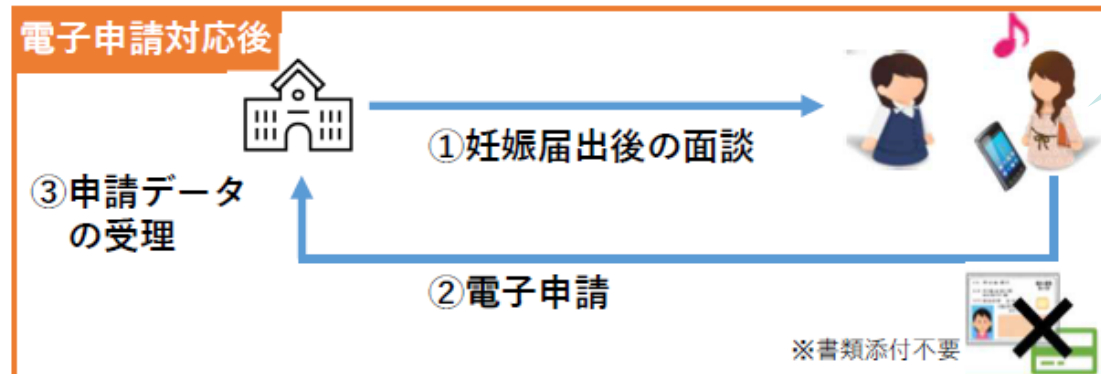 電子申請対応後
①妊娠届出後の面談
③申請データ
の受理
②電子申請
※書類添付不要